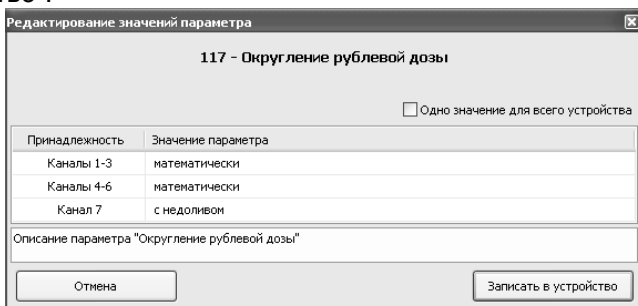 Редактирование значений параметра
117 - Округление рублевой дозы
Одно значение для всего устройства
Принадлежность Значение параметра
Каналы 1-3 математически
Каналы 4-6 математически
Канал 7 с недоливом
Описание параметра "Округление рублевой дозы"
Отмена Записать в устройство